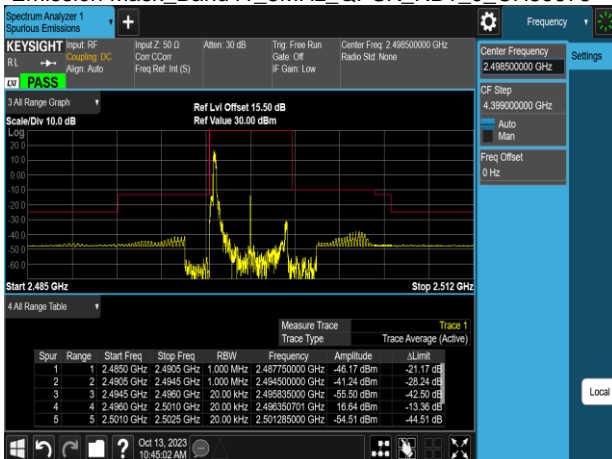 Spectrum Analyzer 1
Spurious Emissions
+
Frequency
KEYSIGHT
RL
PASS
Input: RF
Coupling: DC
Align: Auto
Input Z: 50 Ω
Corr CCorr
Freq Ref: Int (S)
Atten: 30 dB
Trig: Free Run
Gate: Off
IF Gain: Low
Center Freq: 2.498500000 GHz
Radio Std: None
Center Frequency
2.498500000 GHz
Settings
CF Step
4.399000000 GHz
Auto
Man
Freq Offset
0 Hz
3 All Range Graph
Scale/Div 10.0 dB
Ref Lvl Offset 15.50 dB
Ref Value 30.00 dBm
Log
20.0
10.0
0.00
-10.0
-20.0
-30.0
-40.0
-50.0
-60.0
Start 2.485 GHz
Stop 2.512 GHz
4 All Range Table
Measure Trace Trace 1
Trace Type Trace Average (Active)
Spur Range Start Freq Stop Freq RBW Frequency Amplitude ΔLimit
1 1 2.4850 GHz 2.4905 GHz 1.000 MHz 2.487750000 GHz -46.17 dBm -21.17 dB
2 2 2.4905 GHz 2.4945 GHz 1.000 MHz 2.494500000 GHz -41.24 dBm -28.24 dB
3 3 2.4945 GHz 2.4960 GHz 20.00 kHz 2.495835000 GHz -55.50 dBm -42.50 dB
4 4 2.4960 GHz 2.5010 GHz 20.00 kHz 2.496350701 GHz 16.64 dBm -13.36 dB
5 5 2.5010 GHz 2.5025 GHz 20.00 kHz 2.501285000 GHz -54.51 dBm -44.51 dB
Local
?
Oct 13, 2023
10:45:02 AM